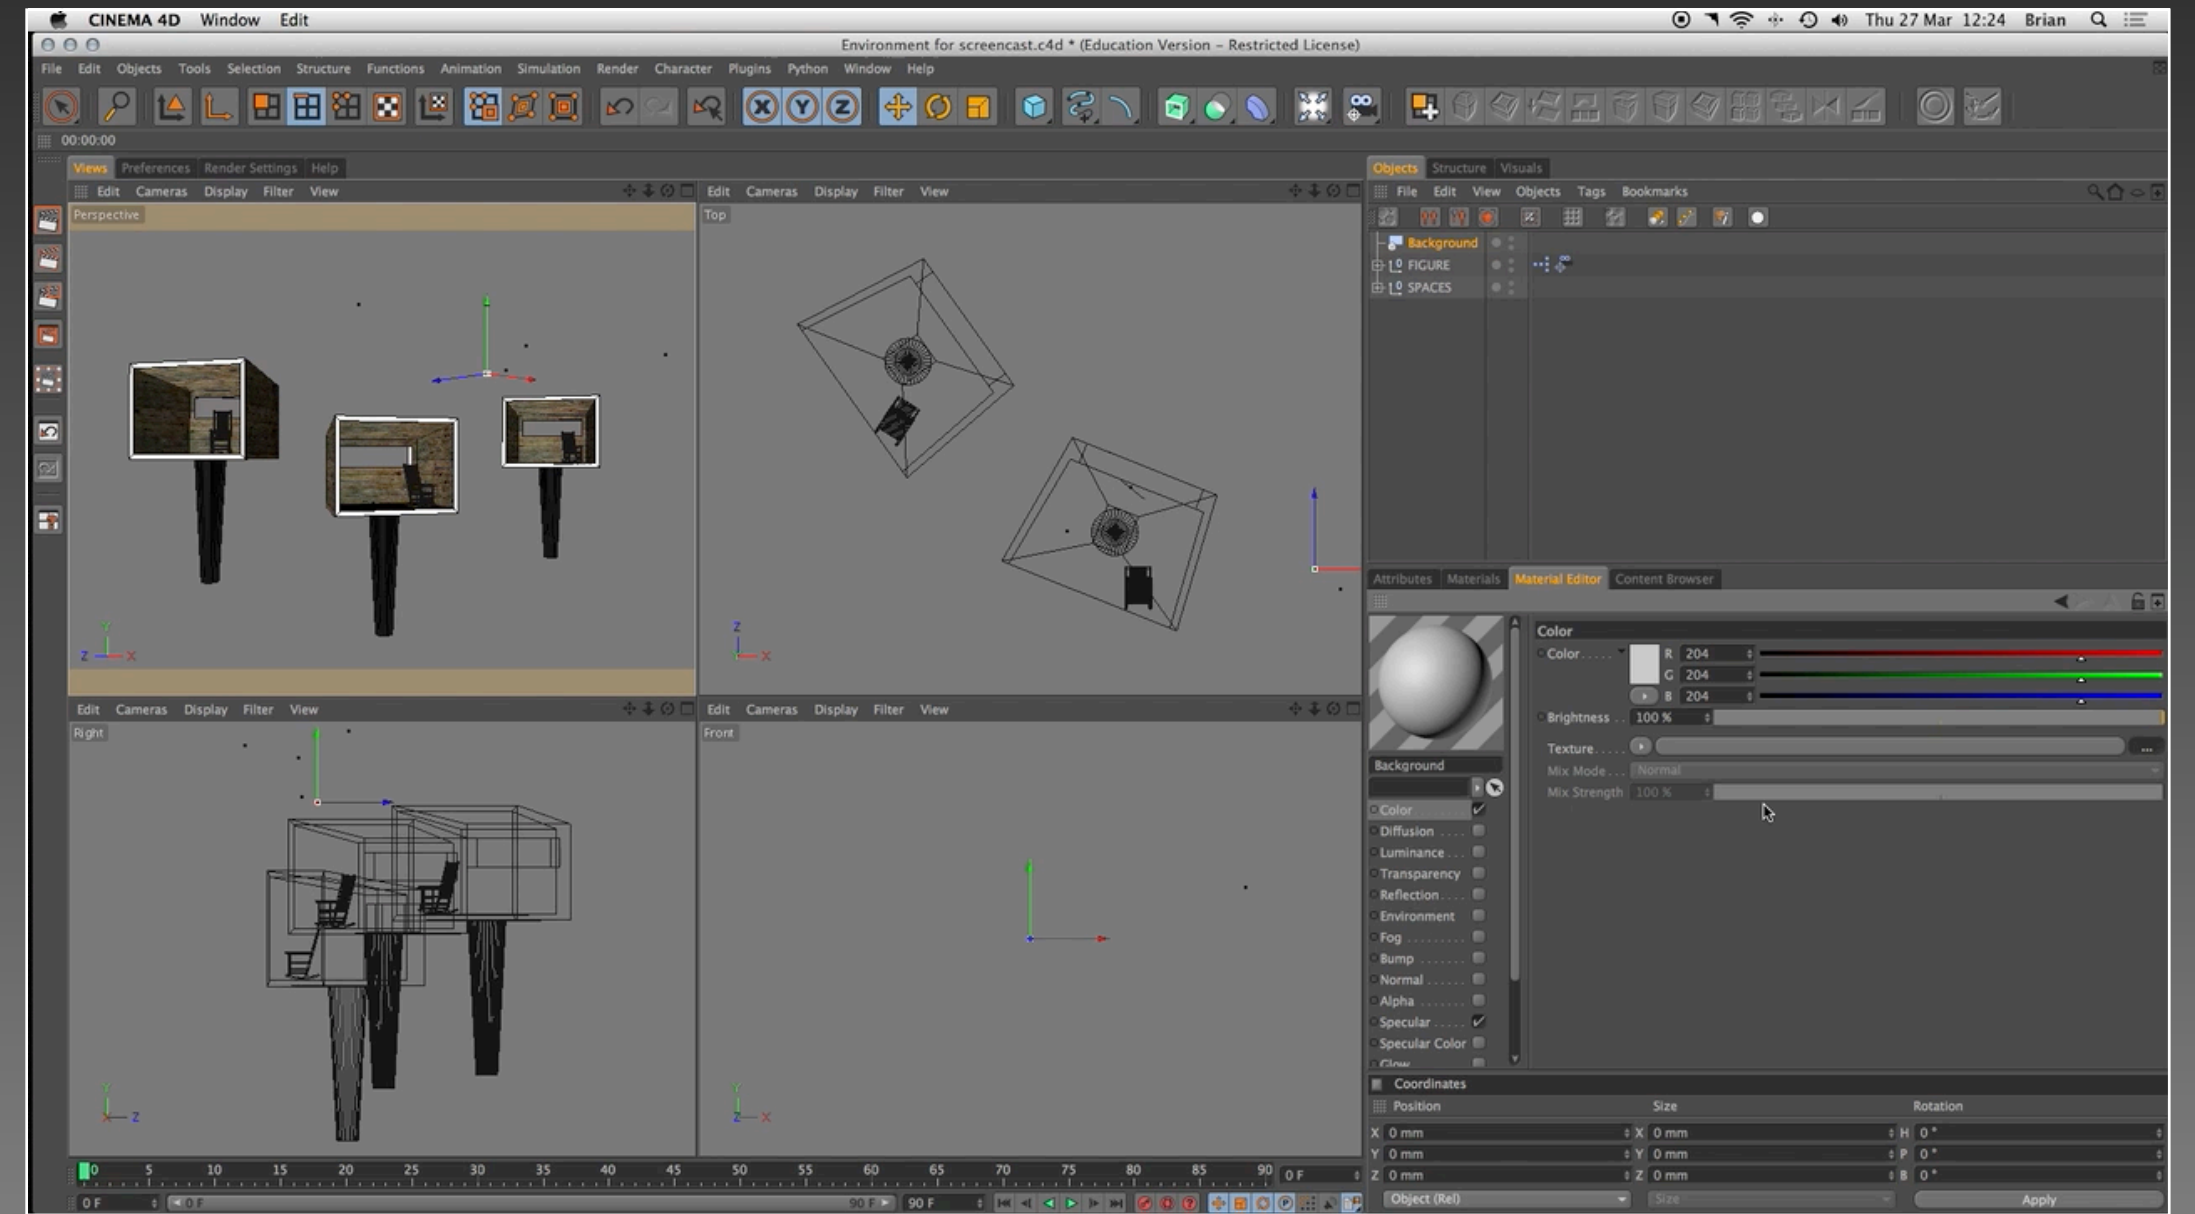 CINEMA 4D Window Edit Thu 27 Mar 12:24 Brian
Environment for screencast.c4d * (Education Version – Restricted License)
File Edit Objects Tools Selection Structure Functions Animation Simulation Render Character Plugins Python Window Help
X Y Z
00:00:00
Views Preferences Render Settings Help
Edit Cameras Display Filter View
Perspective
Y
Z X
Edit Cameras Display Filter View
Top
Z
X
Edit Cameras Display Filter View
Right
Y
X Z
Edit Cameras Display Filter View
Front
Y
Z X
Objects Structure Visuals
File Edit View Objects Tags Bookmarks
Background
FIGURE
SPACES
Attributes Materials Material Editor Content Browser
Color
Color..... R 204
G 204
B 204
Brightness .. 100 %
Texture.....  ...
Mix Mode... Normal
Mix Strength 100 %
Background
Color
Diffusion ....
Luminance ...
Transparency
Reflection....
Environment
Fog ........
Bump ......
Normal ......
Alpha .......
Specular .....
Specular Color
Glow
Coordinates
Position Size Rotation
X 0 mm X 0 mm H 0 °
Y 0 mm Y 0 mm P 0 °
Z 0 mm Z 0 mm B 0 °
Object (Rel) Size Apply
0 5 10 15 20 25 30 35 40 45 50 55 60 65 70 75 80 85 90 0 F
0 F 0 F 90 F 90 F